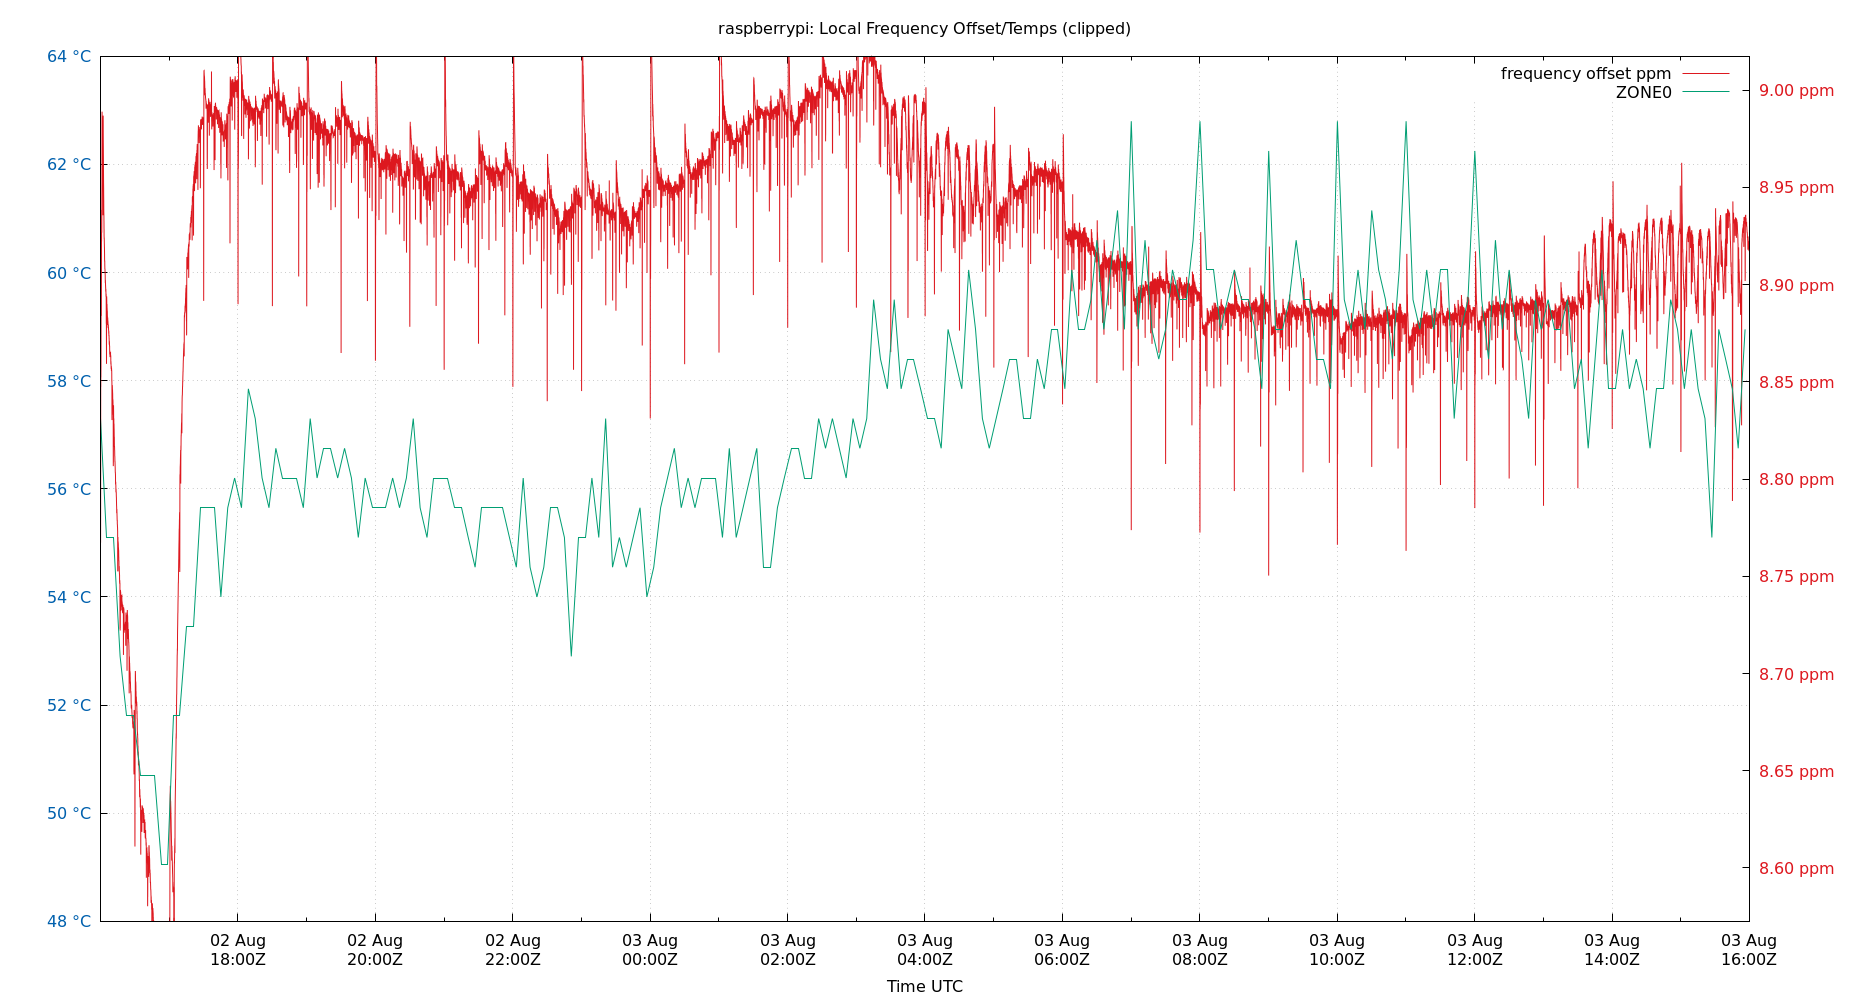 raspberrypi: Local Frequency Offset/Temps (clipped)
frequency offset ppm
ZONE0
64 °C
62 °C
60 °C
58 °C
56 °C
54 °C
52 °C
50 °C
48 °C
9.00 ppm
8.95 ppm
8.90 ppm
8.85 ppm
8.80 ppm
8.75 ppm
8.70 ppm
8.65 ppm
8.60 ppm
02 Aug 18:00Z
02 Aug 20:00Z
02 Aug 22:00Z
03 Aug 00:00Z
03 Aug 02:00Z
03 Aug 04:00Z
03 Aug 06:00Z
03 Aug 08:00Z
03 Aug 10:00Z
03 Aug 12:00Z
03 Aug 14:00Z
03 Aug 16:00Z
Time UTC